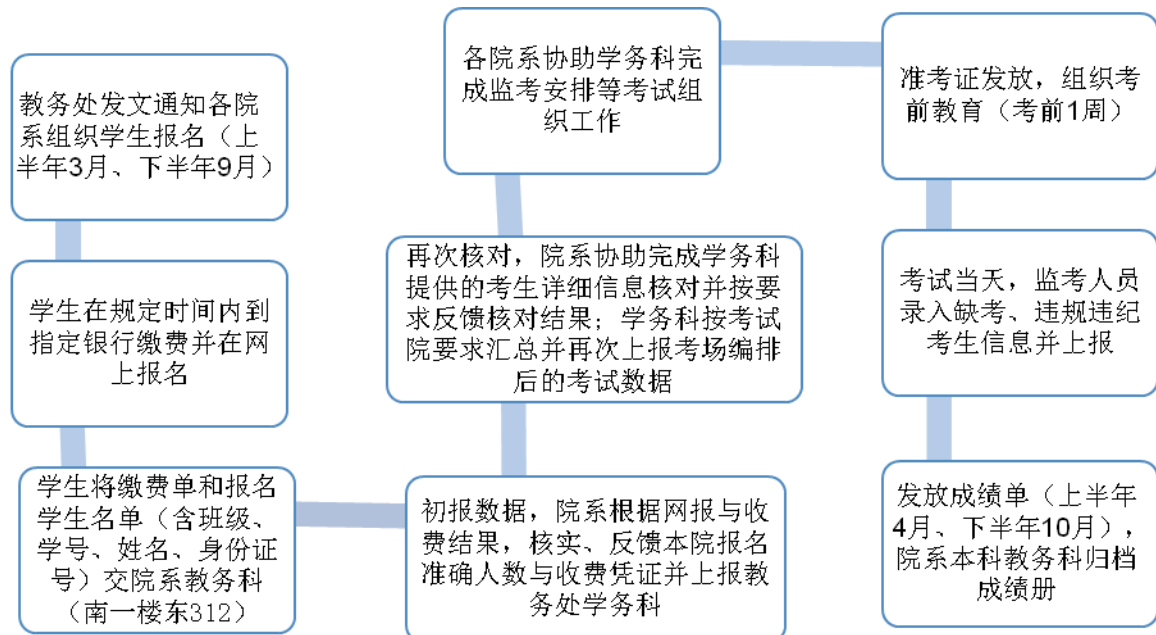 教务处发文通知各院
系组织学生报名（上
半年3月、下半年9月）
学生在规定时间内到
指定银行缴费并在网
上报名
学生将缴费单和报名
学生名单（含班级、
学号、姓名、身份证
号）交院系教务科
（南一楼东312）
初报数据，院系根据网报与收
费结果，核实、反馈本院报名
准确人数与收费凭证并上报教
务处学务科
再次核对，院系协助完成学务科
提供的考生详细信息核对并按要
求反馈核对结果；学务科按考试
院要求汇总并再次上报考场编排
后的考试数据
各院系协助学务科完
成监考安排等考试组
织工作
准考证发放，组织考
前教育（考前1周）
考试当天，监考人员
录入缺考、违规违纪
考生信息并上报
发放成绩单（上半年
4月、下半年10月），
院系本科教务科归档
成绩册